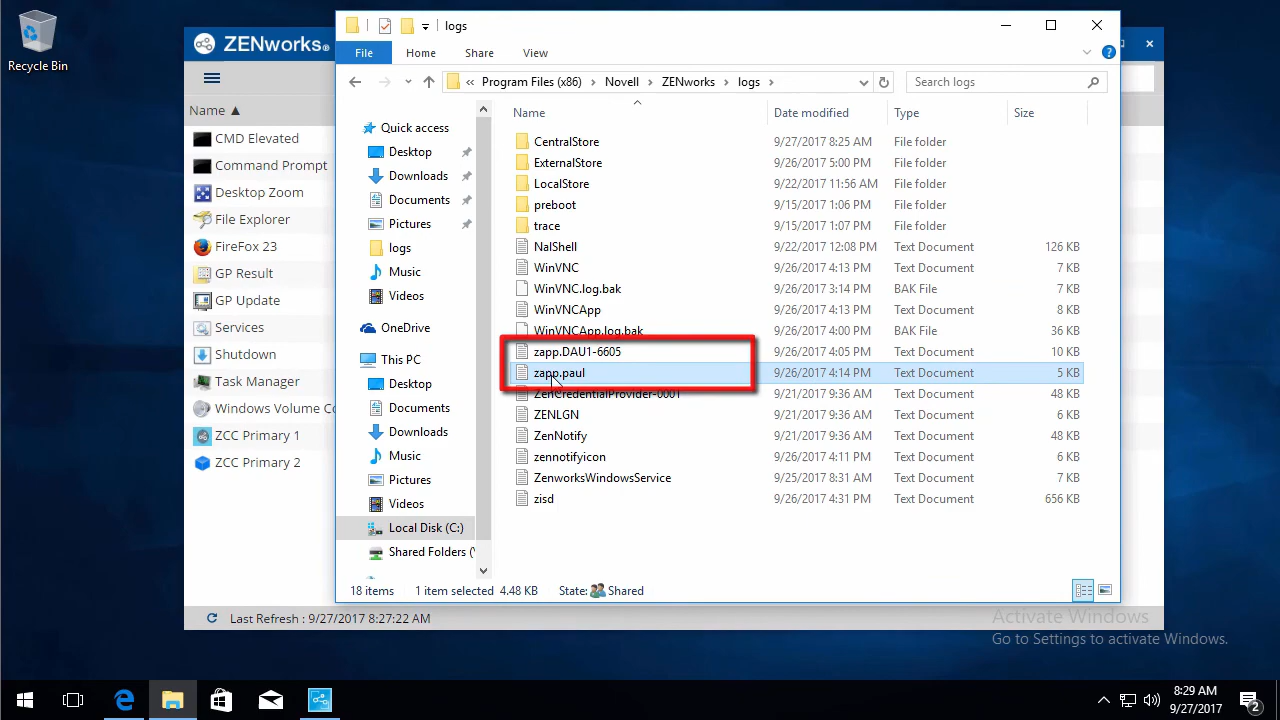 Recycle Bin
ZENworks®
Name ▲
CMD Elevated
Command Prompt
Desktop Zoom
File Explorer
FireFox 23
GP Result
GP Update
Services
Shutdown
Task Manager
Windows Volume Co
ZCC Primary 1
ZCC Primary 2
Last Refresh : 9/27/2017 8:27:22 AM
logs
File Home Share View
« Program Files (x86) > Novell > ZENworks > logs >
Search logs
Quick access
Desktop
Downloads
Documents
Pictures
logs
Music
Videos
OneDrive
This PC
Desktop
Documents
Downloads
Music
Pictures
Videos
Local Disk (C:)
Shared Folders (\
Name Date modified Type Size
CentralStore 9/27/2017 8:25 AM File folder
ExternalStore 9/26/2017 5:00 PM File folder
LocalStore 9/22/2017 11:56 AM File folder
preboot 9/15/2017 1:06 PM File folder
trace 9/15/2017 1:07 PM File folder
NalShell 9/22/2017 12:08 PM Text Document 126 KB
WinVNC 9/26/2017 4:13 PM Text Document 7 KB
WinVNC.log.bak 9/26/2017 3:14 PM BAK File 7 KB
WinVNCApp 9/26/2017 4:13 PM Text Document 8 KB
WinVNCApp.log.bak 9/26/2017 4:00 PM BAK File 36 KB
zapp.DAU1-6605 9/26/2017 4:05 PM Text Document 10 KB
zapp.paul 9/26/2017 4:14 PM Text Document 5 KB
ZenCredentialProvider-0001 9/21/2017 9:36 AM Text Document 48 KB
ZENLGN 9/21/2017 9:36 AM Text Document 6 KB
ZenNotify 9/21/2017 9:36 AM Text Document 48 KB
zennotifyicon 9/26/2017 4:11 PM Text Document 6 KB
ZenworksWindowsService 9/25/2017 8:31 AM Text Document 7 KB
zisd 9/26/2017 4:31 PM Text Document 656 KB
18 items 1 item selected 4.48 KB State: Shared
Activate Windows
Go to Settings to activate Windows.
8:29 AM
9/27/2017
2